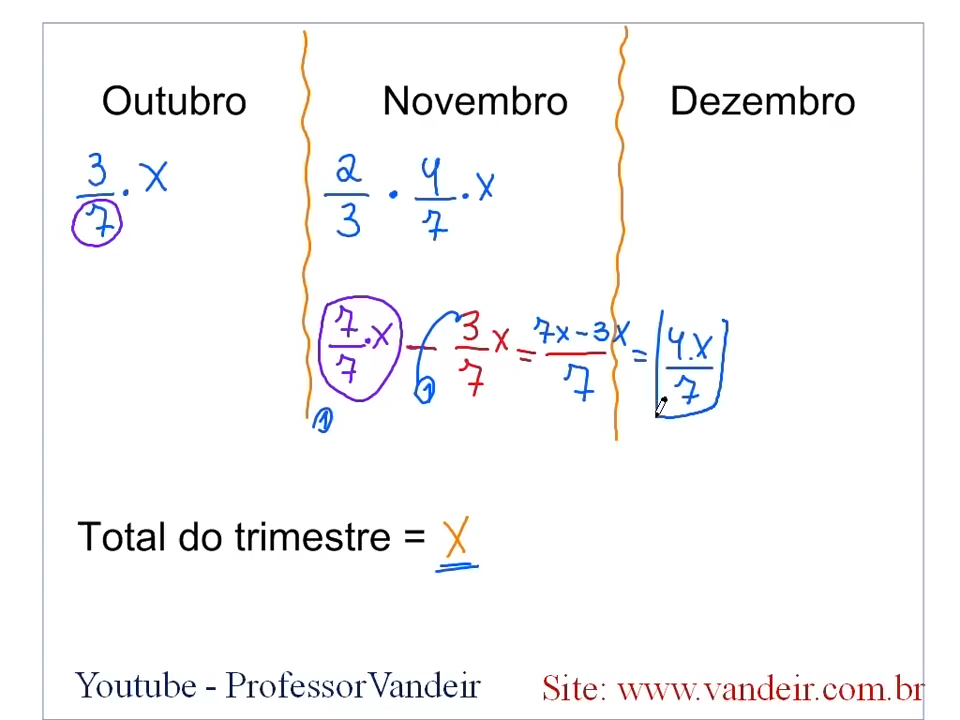 Outubro Novembro Dezembro
3/7 · x 2/3 · 4/7 · x
7/7 · x - 3/7 x = 7x - 3x / 7 = 4·x / 7
1 1
Total do trimestre = x
Youtube - ProfessorVandeir Site: www.vandeir.com.br